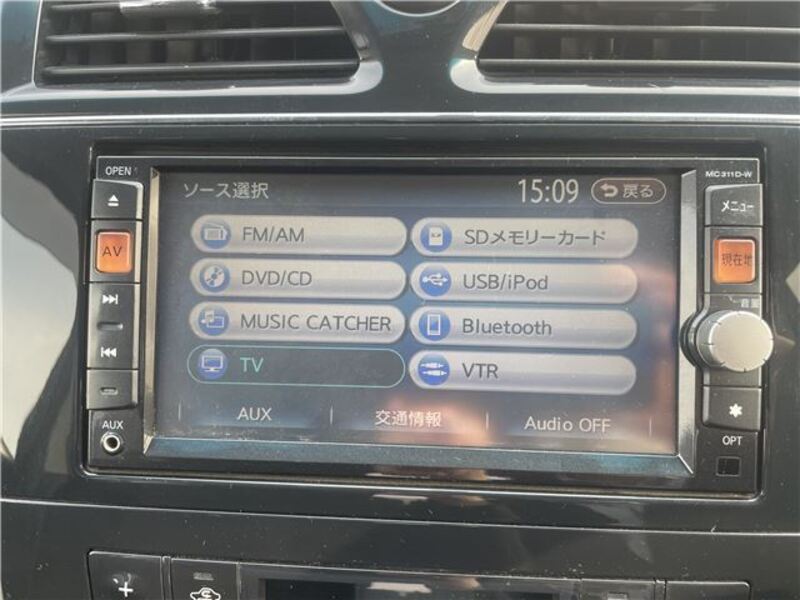 OPEN
MC311D-W
ソース選択
15:09
戻る
メニュー
AV
FM/AM
SDメモリーカード
現在地
DVD/CD
USB/iPod
音量
MUSIC CATCHER
Bluetooth
TV
VTR
AUX
交通情報
Audio OFF
AUX
OPT